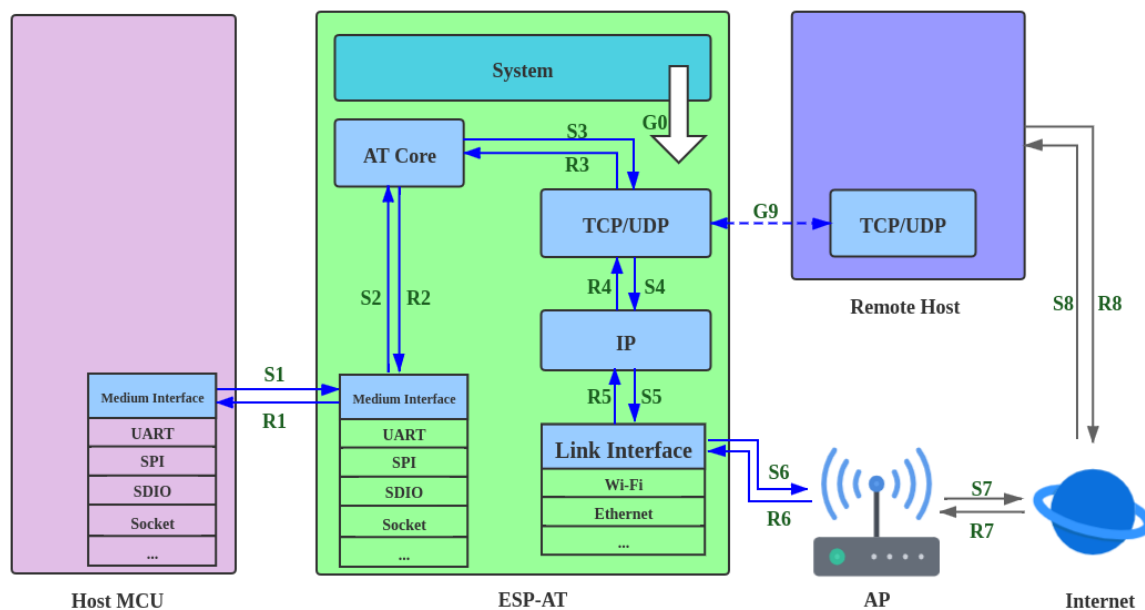 System
G0
S3
AT Core
R3
TCP/UDP
G9
TCP/UDP
S2
R2
R4
S4
S8
R8
Remote Host
IP
S1
Medium Interface
Medium Interface
R5
S5
R1
UART
UART
Link Interface
SPI
SPI
S6
Wi-Fi
S7
SDIO
SDIO
Ethernet
R6
R7
Socket
Socket
...
...
...
Host MCU
ESP-AT
AP
Internet